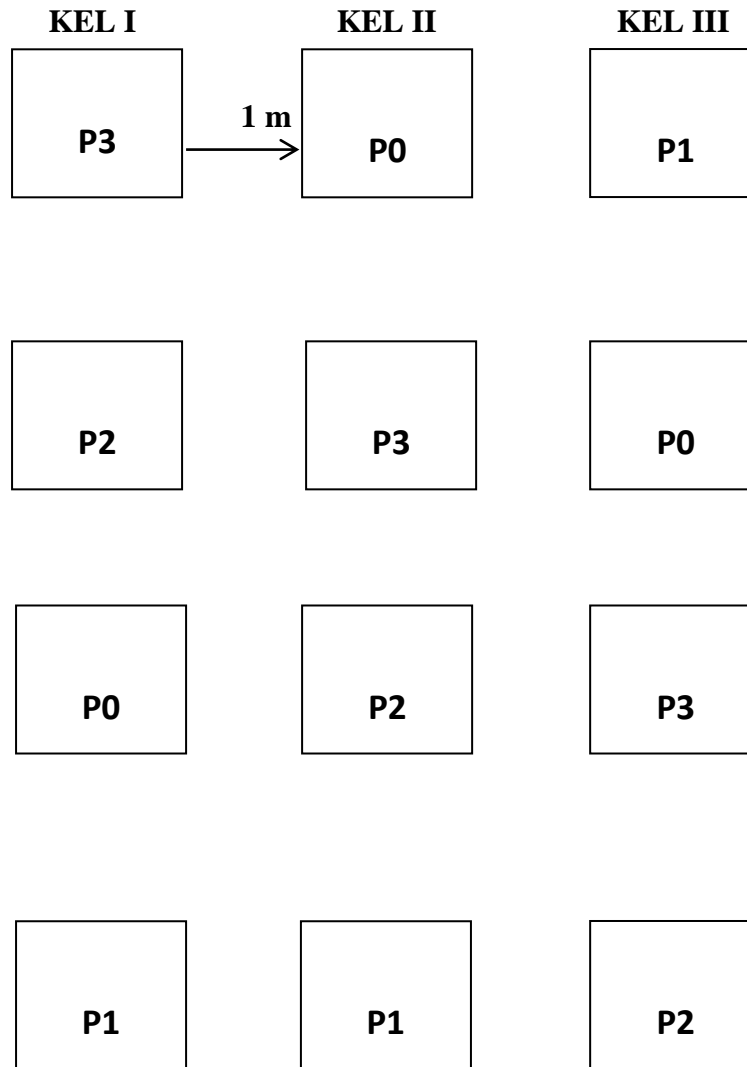 KEL I KEL II KEL III
1 m
P3 P0 P1
P2 P3 P0
P0 P2 P3
P1 P1 P2